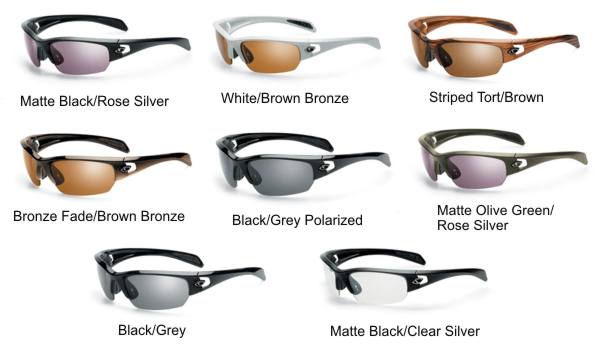 Matte Black/Rose Silver
White/Brown Bronze
Striped Tort/Brown
Bronze Fade/Brown Bronze
Black/Grey Polarized
Matte Olive Green/
Rose Silver
Black/Grey
Matte Black/Clear Silver